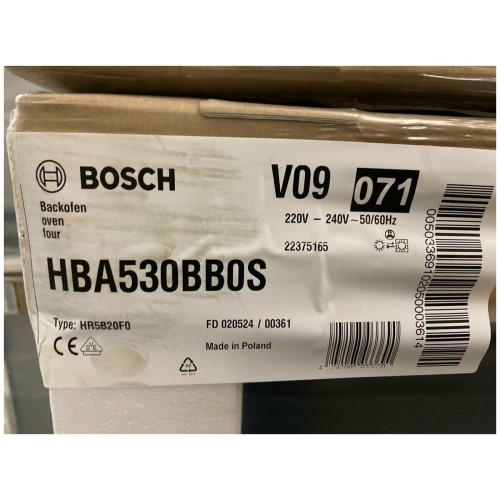 BOSCH
V09 071
Backofen
oven
four
220V - 240V ~ 50/60Hz
22375165
HBA530BB0S
Type: HR5B20F0
FD 020524 / 00361
Made in Poland
CE